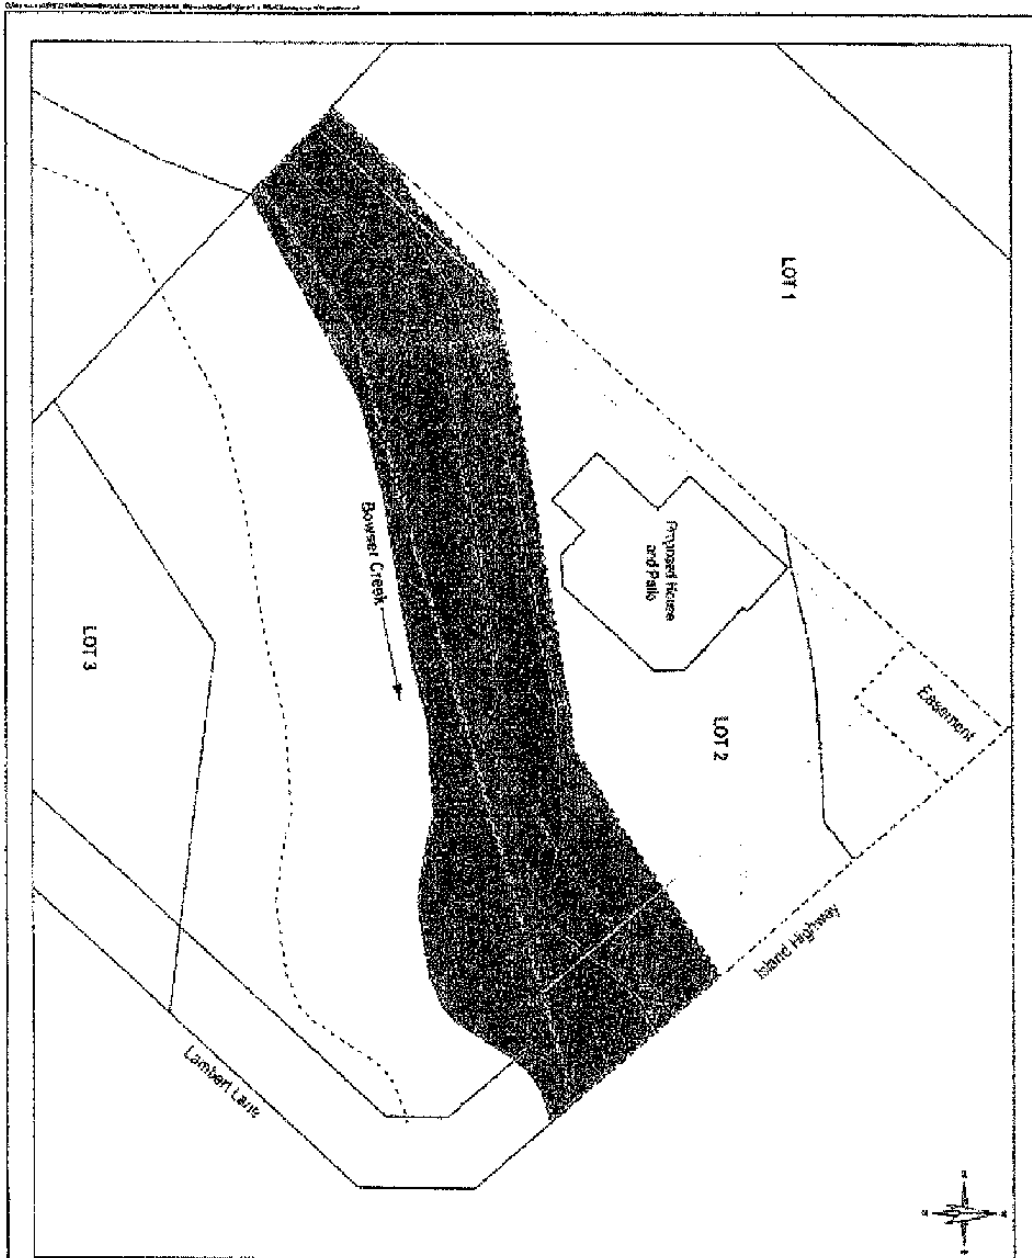 LOT 1
Proposed House
and Patio
Easement
LOT 2
Bowser Creek
LOT 3
Island Highway
Lambert Lane